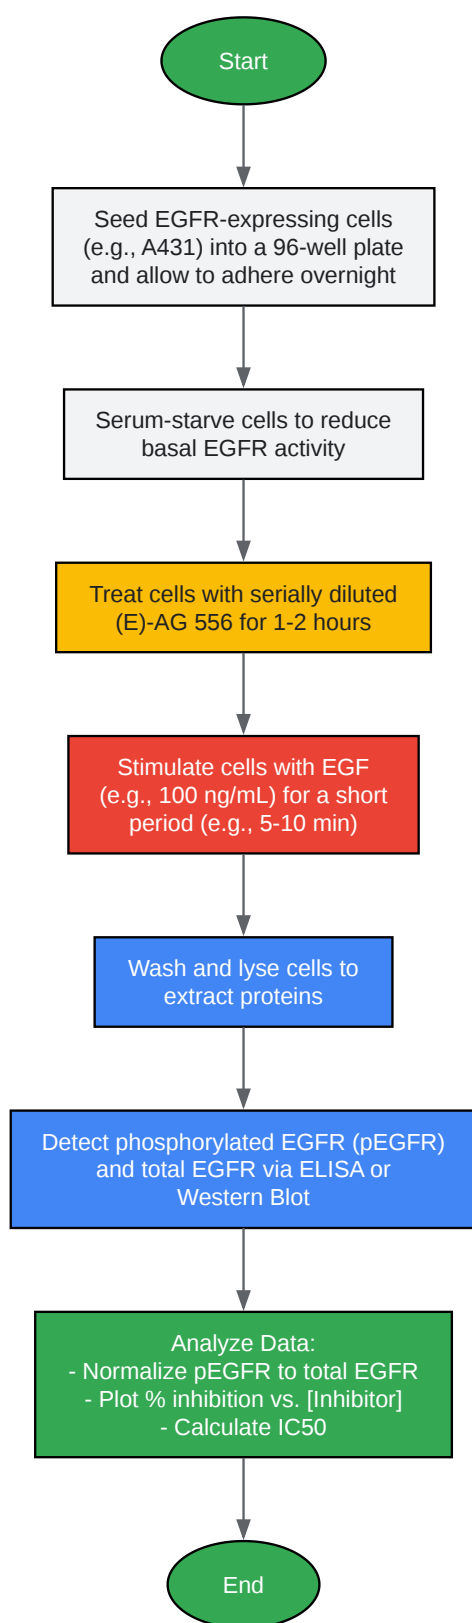 Start
Seed EGFR-expressing cells
(e.g., A431) into a 96-well plate
and allow to adhere overnight
Serum-starve cells to reduce
basal EGFR activity
Treat cells with serially diluted
(E)-AG 556 for 1-2 hours
Stimulate cells with EGF
(e.g., 100 ng/mL) for a short
period (e.g., 5-10 min)
Wash and lyse cells to
extract proteins
Detect phosphorylated EGFR (pEGFR)
and total EGFR via ELISA or
Western Blot
Analyze Data:
- Normalize pEGFR to total EGFR
- Plot % inhibition vs. [Inhibitor]
- Calculate IC50
End